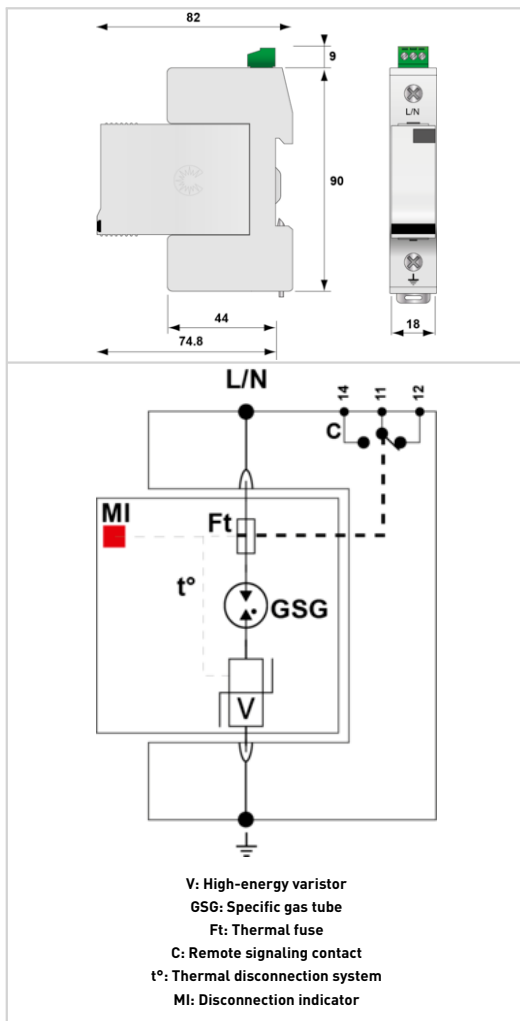 82
9
L/N
90
44
18
74.8
L/N
14
11
12
C
MI
Ft
t°
GSG
V
V: High-energy varistor
GSG: Specific gas tube
Ft: Thermal fuse
C: Remote signaling contact
t°: Thermal disconnection system
MI: Disconnection indicator